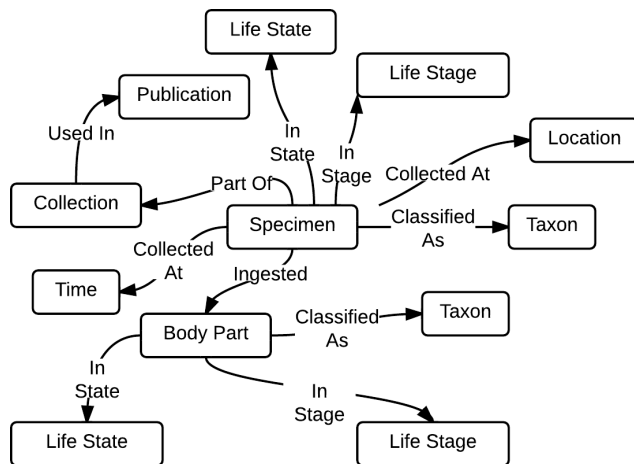 Life State
Life Stage
Publication
Used In
In
State
In
Stage
Location
Collected At
Part Of
Collection
Specimen
Classified
As
Taxon
Collected
At
Time
Ingested
Taxon
Classified
As
Body Part
In
State
In
Stage
Life State
Life Stage